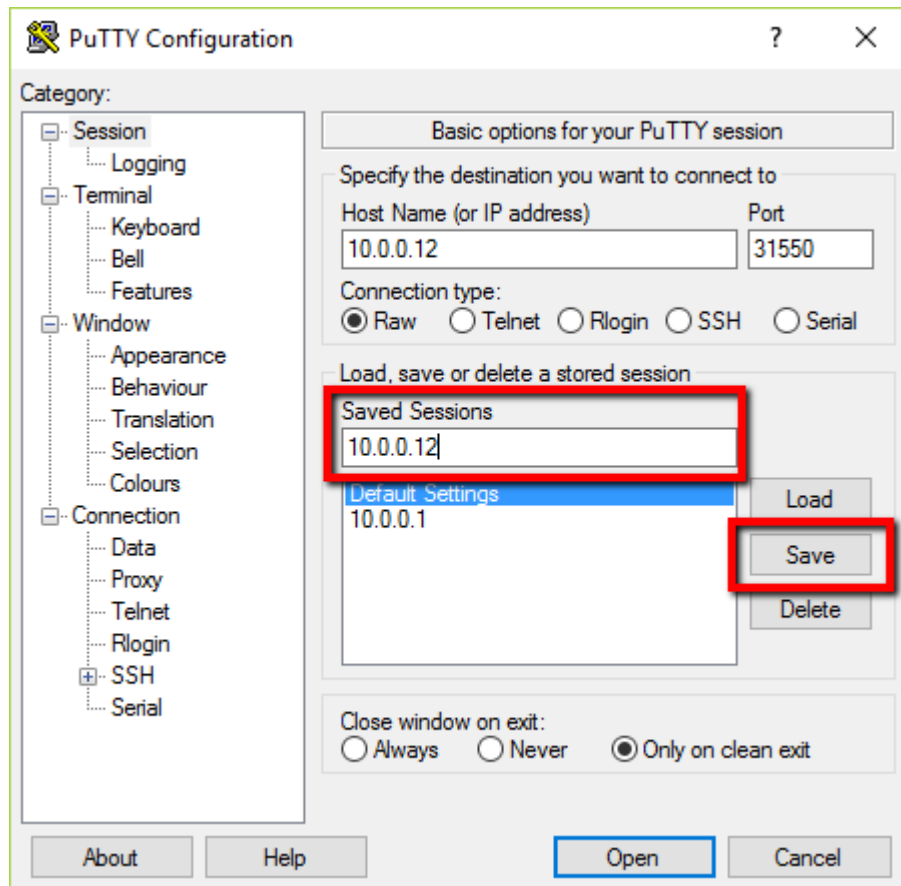 PuTTY Configuration
?
Category:
Session
Logging
Terminal
Keyboard
Bell
Features
Window
Appearance
Behaviour
Translation
Selection
Colours
Connection
Data
Proxy
Telnet
Rlogin
SSH
Serial
Basic options for your PuTTY session
Specify the destination you want to connect to
Host Name (or IP address) Port
10.0.0.12 31550
Connection type:
Raw Telnet Rlogin SSH Serial
Load, save or delete a stored session
Saved Sessions
10.0.0.12
Default Settings
10.0.0.1
Load
Save
Delete
Close window on exit:
Always Never Only on clean exit
About Help Open Cancel